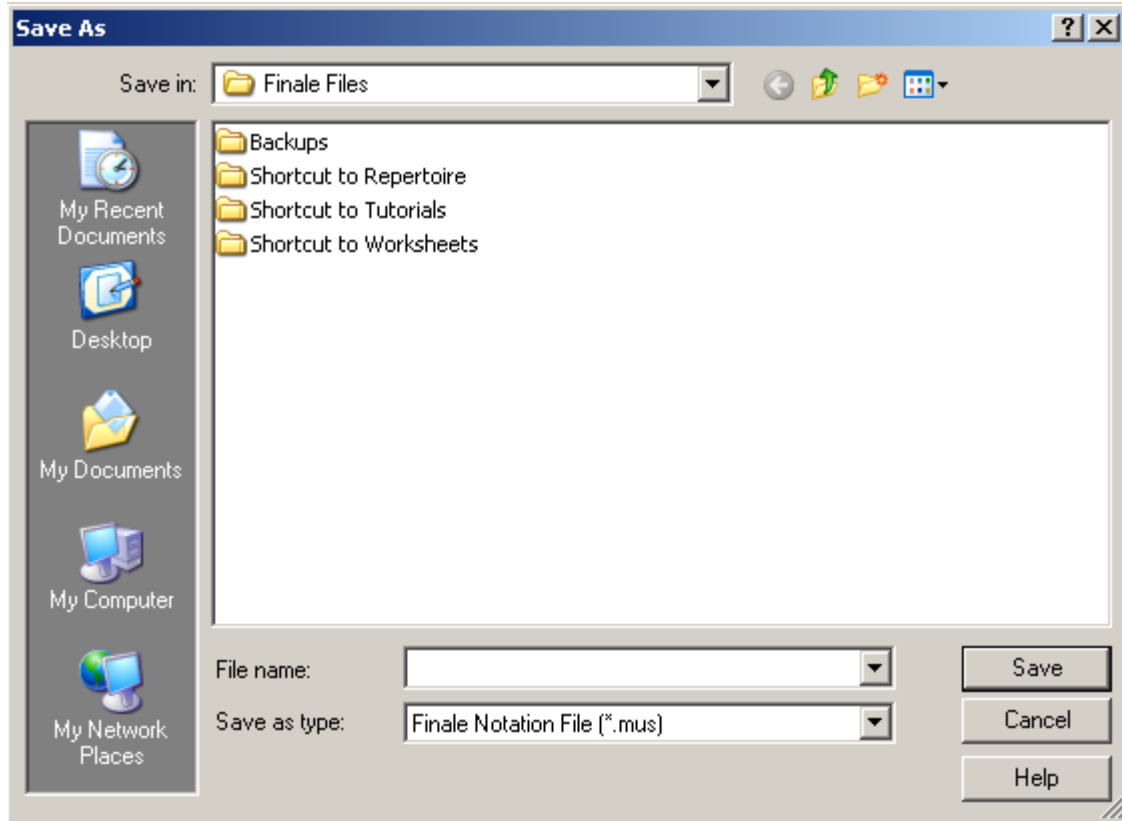 Save As
Save in:
Finale Files
My Recent
Documents
Desktop
My Documents
My Computer
My Network
Places
Backups
Shortcut to Repertoire
Shortcut to Tutorials
Shortcut to Worksheets
File name:
Save
Save as type:
Finale Notation File (*.mus)
Cancel
Help